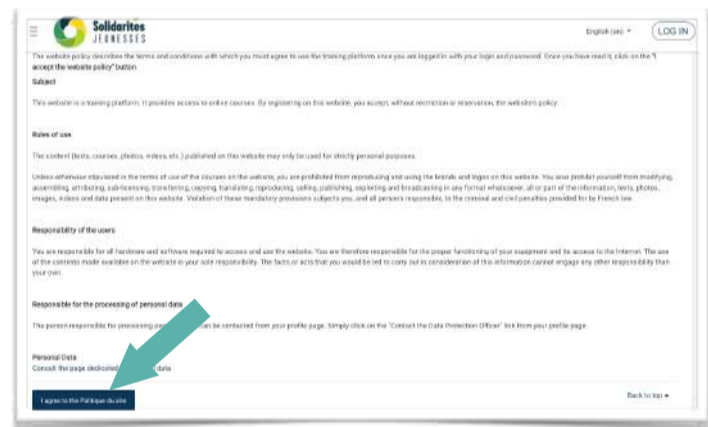 Solidarités
JEUNESSES
English (en)
LOG IN
The website policy describes the terms and conditions with which you must agree to use the training platform once you are logged in with your login and password. Once you have read it, click on the "I
accept the website policy" button
Subject
This website is a training platform. It provides access to online courses. By registering on this website, you accept, without restriction or reservation, the website's policy.
Rules of use
The content (texts, courses, photos, videos, etc.) published on this website may only be used for strictly personal purposes.
Unless otherwise stipulated in the terms of use of the courses on the website, you are prohibited from reproducing and using the brands and logos on this website. You also prohibit yourself from modifying,
assembling, attributing, sub-licensing, transferring, copying, translating, reproducing, selling, publishing, exploiting and broadcasting in any format whatsoever, all or part of the information, texts, photos,
images, videos and data present on this website. Violation of these mandatory provisions subjects you, and all persons responsible, to the criminal and civil penalties provided for by French law.
Responsibility of the users
You are responsible for all hardware and software required to access and use the website. You are therefore responsible for the proper functioning of your equipment and its access to the Internet. The use
of the contents made available on the website is your sole responsibility. The facts or acts that you would be led to carry out in consideration of this information cannot engage any other responsibility than
your own.
Responsible for the processing of personal data
The person responsible for processing can be contacted from your profile page. Simply click on the "Contact the Data Protection Officer" link from your profile page.
Personal Data
Consult the page dedicated data
I agree to the Politique du site
Back to top